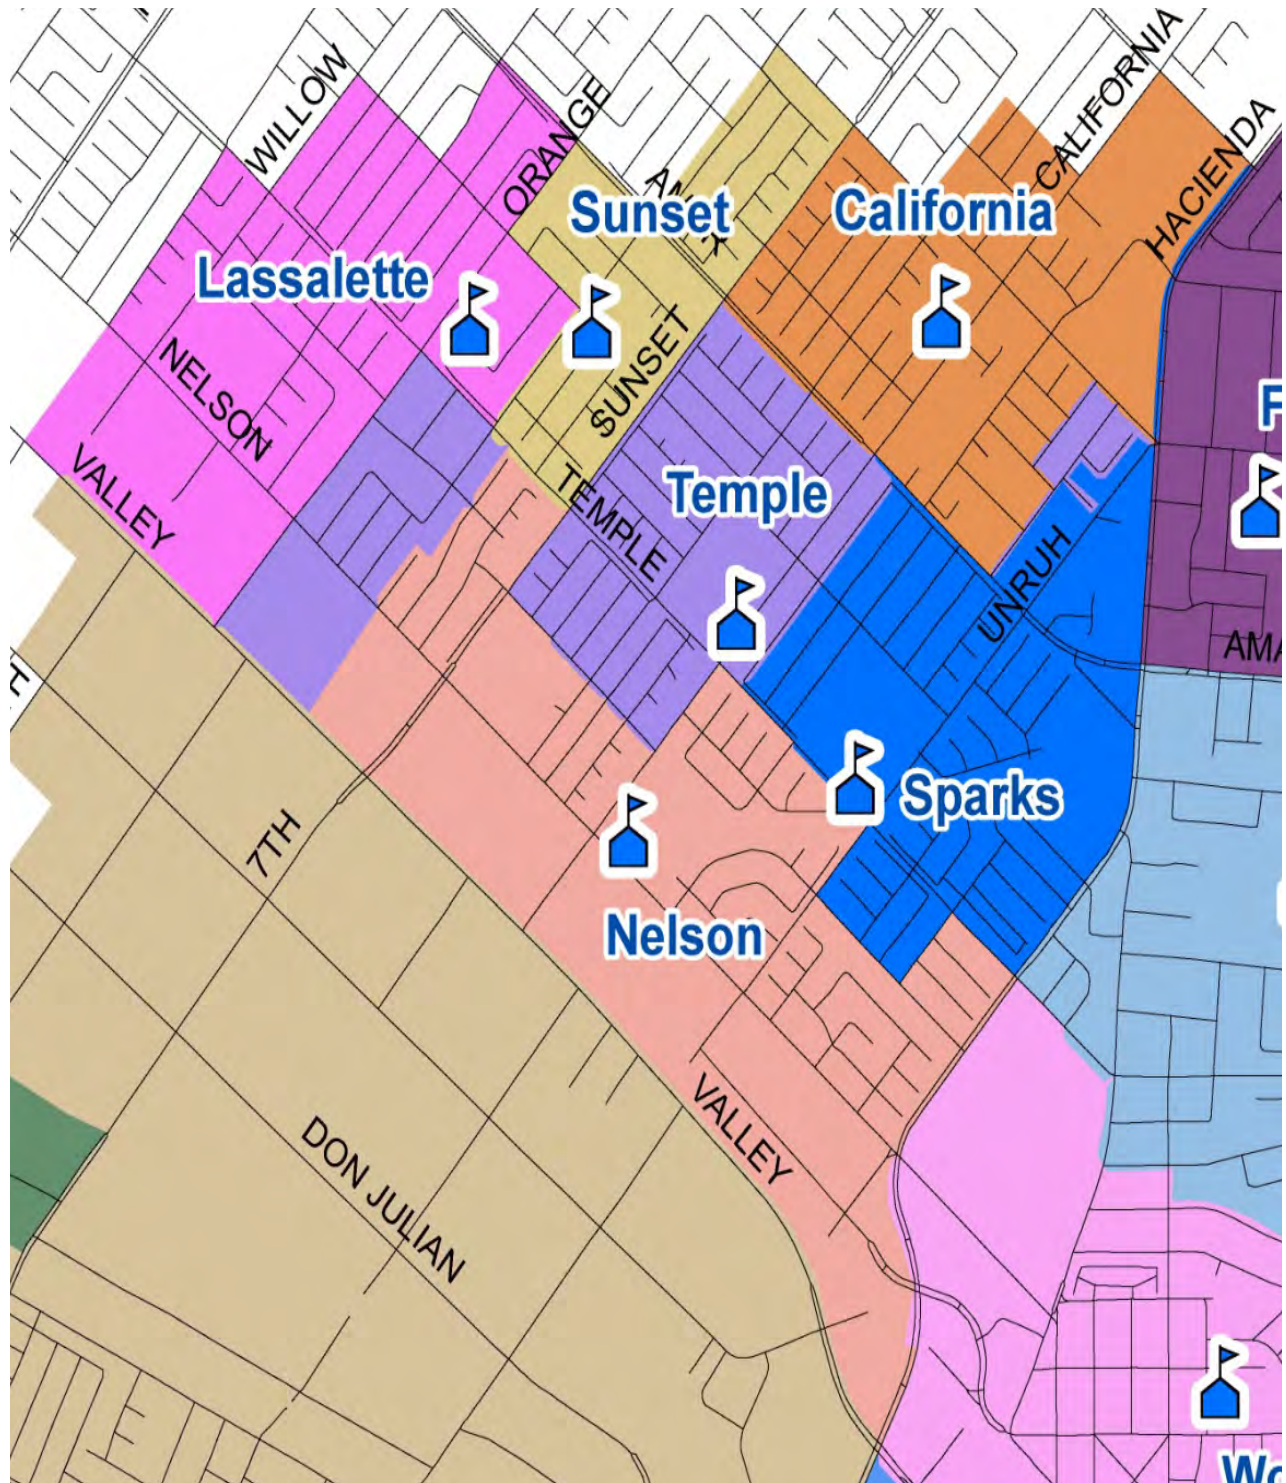 WILLOW
ORANGE
CALIFORNIA
HACIENDA
Sunset
California
Lassalette
NELSON
SUNSET
VALLEY
TEMPLE
Temple
UNRUH
AMA
Sparks
7TH
Nelson
VALLEY
DON JULIAN